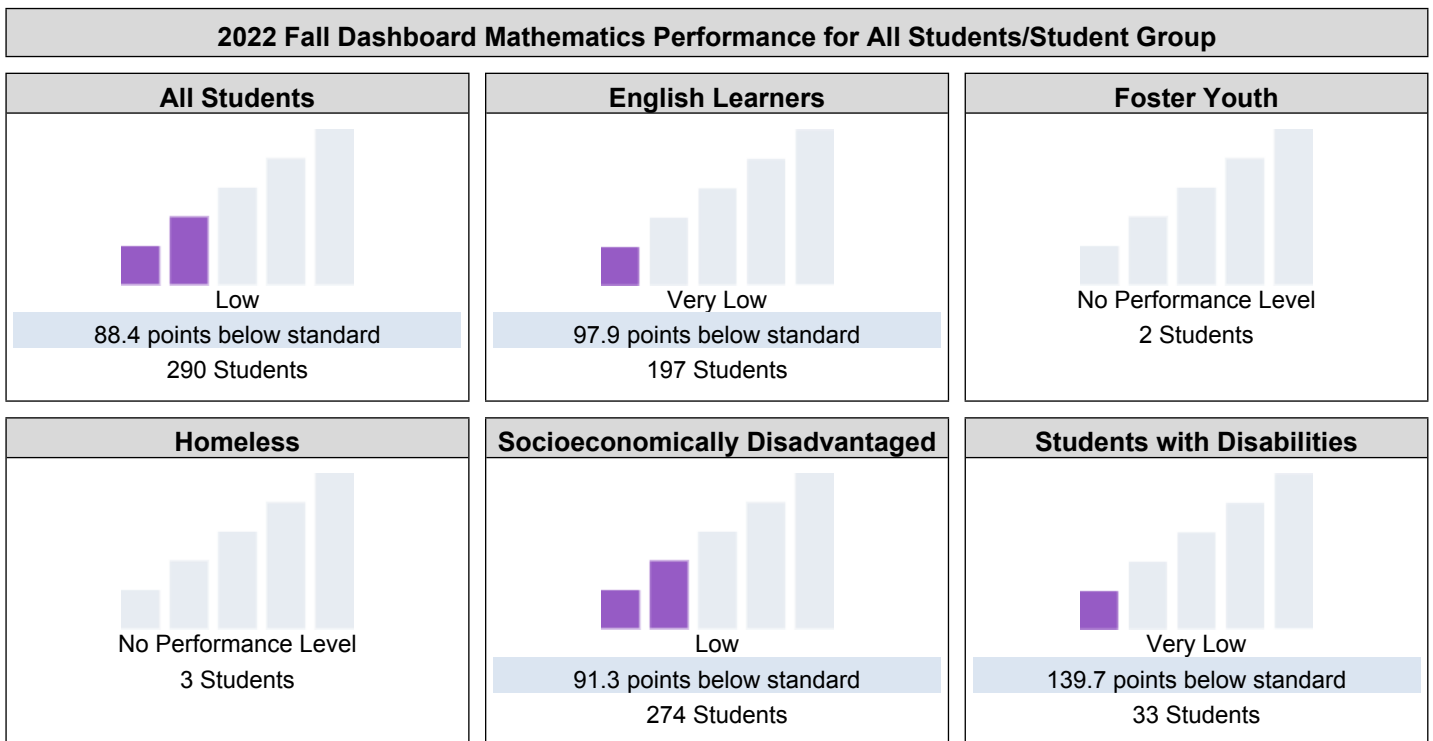 2022 Fall Dashboard Mathematics Performance for All Students/Student Group
All Students
Low
88.4 points below standard
290 Students
English Learners
Very Low
97.9 points below standard
197 Students
Foster Youth
No Performance Level
2 Students
Homeless
No Performance Level
3 Students
Socioeconomically Disadvantaged
Low
91.3 points below standard
274 Students
Students with Disabilities
Very Low
139.7 points below standard
33 Students